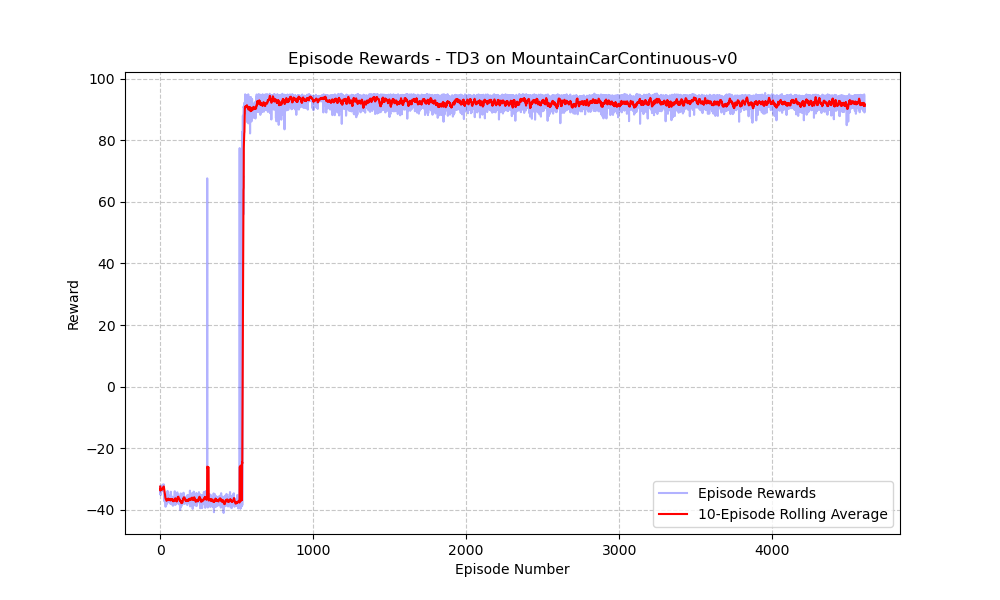 Episode Rewards - TD3 on MountainCarContinuous-v0
100
80
60
40
20
0
−20
−40
Reward
0
1000
2000
3000
4000
Episode Number
Episode Rewards
10-Episode Rolling Average